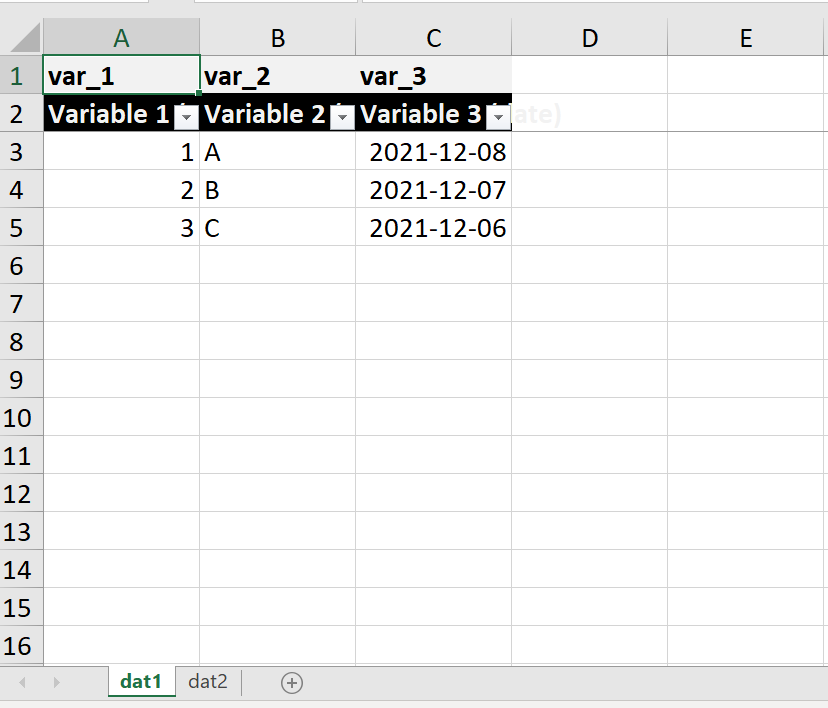 A B C D E
1 var_1 var_2 var_3
2 Variable 1 Variable 2 ( Variable 3 (date)
3 1 A 2021-12-08
4 2 B 2021-12-07
5 3 C 2021-12-06
6
7
8
9
10
11
12
13
14
15
16
dat1 dat2